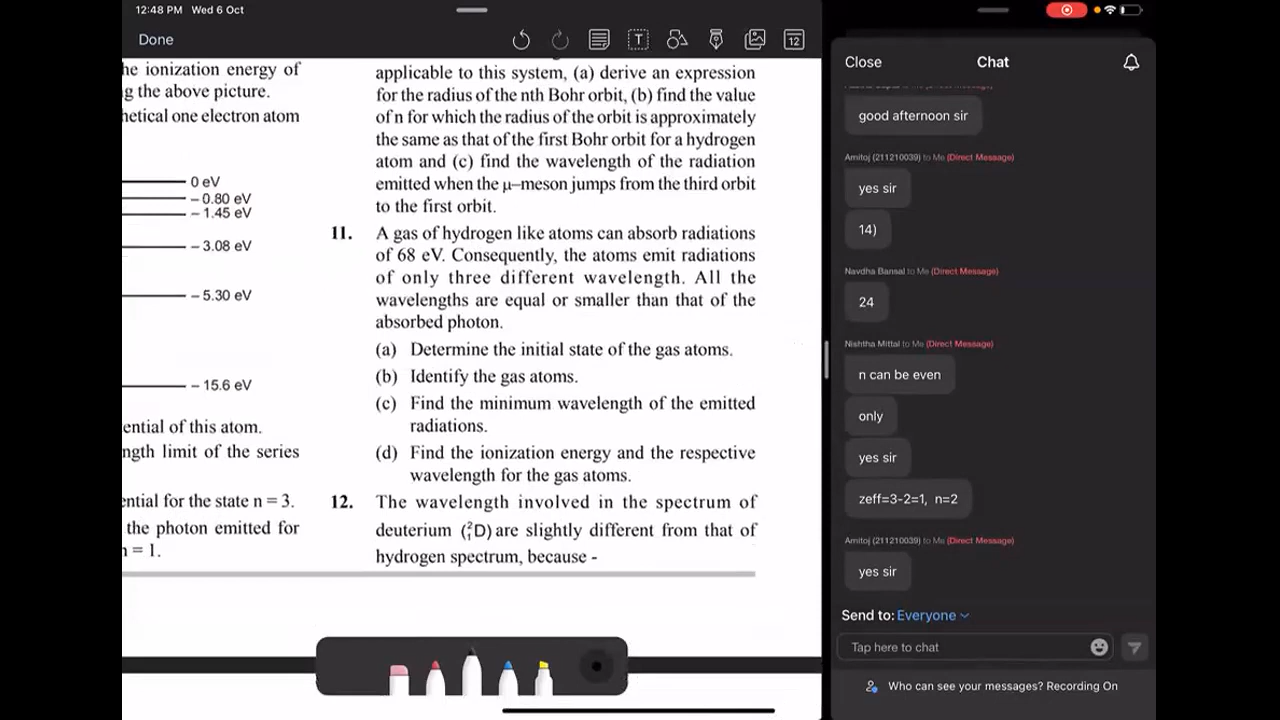 12:48 PM Wed 6 Oct
Done
12
he ionization energy of
g the above picture.
hetical one electron atom
0 eV
– 0.80 eV
– 1.45 eV
– 3.08 eV
– 5.30 eV
– 15.6 eV
ential of this atom.
ngth limit of the series
ential for the state n = 3.
the photon emitted for
n = 1.
applicable to this system, (a) derive an expression
for the radius of the nth Bohr orbit, (b) find the value
of n for which the radius of the orbit is approximately
the same as that of the first Bohr orbit for a hydrogen
atom and (c) find the wavelength of the radiation
emitted when the μ–meson jumps from the third orbit
to the first orbit.
11. A gas of hydrogen like atoms can absorb radiations
of 68 eV. Consequently, the atoms emit radiations
of only three different wavelength. All the
wavelengths are equal or smaller than that of the
absorbed photon.
(a) Determine the initial state of the gas atoms.
(b) Identify the gas atoms.
(c) Find the minimum wavelength of the emitted
radiations.
(d) Find the ionization energy and the respective
wavelength for the gas atoms.
12. The wavelength involved in the spectrum of
deuterium (²₁D) are slightly different from that of
hydrogen spectrum, because -
Close
Chat
good afternoon sir
Amitoj (211210039) to Me (Direct Message)
yes sir
14)
Navdha Bansal to Me (Direct Message)
24
Nishtha Mittal to Me (Direct Message)
n can be even
only
yes sir
zeff=3-2=1, n=2
Amitoj (211210039) to Me (Direct Message)
yes sir
Send to: Everyone
Tap here to chat
Who can see your messages? Recording On